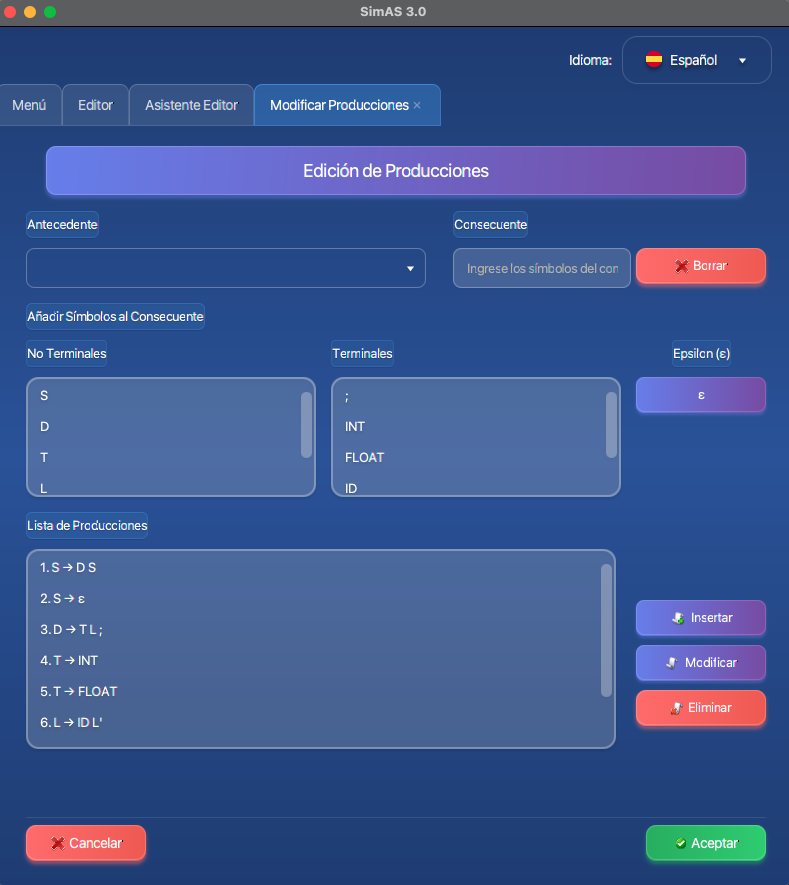 SimAS 3.0
Idioma: Español
Menú Editor Asistente Editor Modificar Producciones ×
Edición de Producciones
Antecedente Consecuente
Ingrese los símbolos del con Borrar
Añadir Símbolos al Consecuente
No Terminales Terminales Epsilon (ε)
S ; ε
D INT
T FLOAT
L ID
Lista de Producciones
1. S → D S
2. S → ε
3. D → T L ;
4. T → INT
5. T → FLOAT
6. L → ID L'
Insertar
Modificar
Eliminar
Cancelar Aceptar